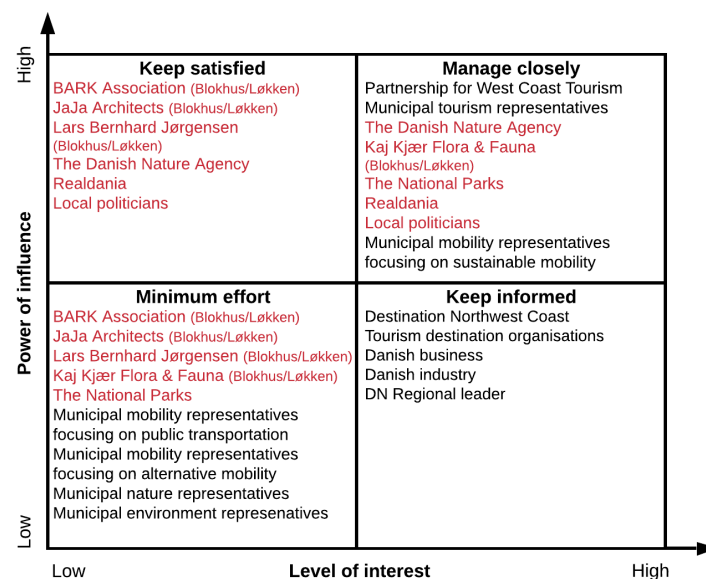 High
Keep satisfied
BARK Association (Blokhus/Løkken)
JaJa Architects (Blokhus/Løkken)
Lars Bernhard Jørgensen
(Blokhus/Løkken)
The Danish Nature Agency
Realdania
Local politicians
Manage closely
Partnership for West Coast Tourism
Municipal tourism representatives
The Danish Nature Agency
Kaj Kjær Flora & Fauna
(Blokhus/Løkken)
The National Parks
Realdania
Local politicians
Municipal mobility representatives
focusing on sustainable mobility
Power of influence
Minimum effort
BARK Association (Blokhus/Løkken)
JaJa Architects (Blokhus/Løkken)
Lars Bernhard Jørgensen (Blokhus/Løkken)
Kaj Kjær Flora & Fauna (Blokhus/Løkken)
The National Parks
Municipal mobility representatives
focusing on public transportation
Municipal mobility representatives
focusing on alternative mobility
Municipal nature representatives
Municipal environment represenatives
Keep informed
Destination Northwest Coast
Tourism destination organisations
Danish business
Danish industry
DN Regional leader
Low
Low
Level of interest
High